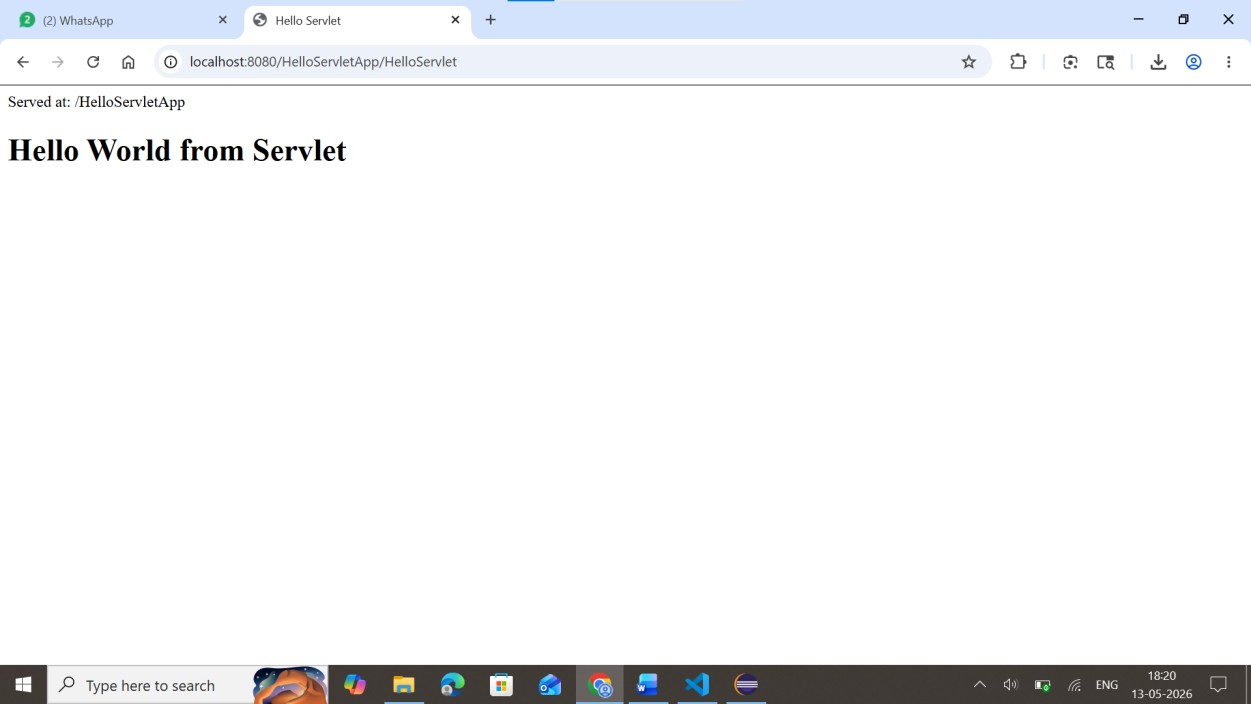 (2) WhatsApp
Hello Servlet
localhost:8080/HelloServletApp/HelloServlet
Served at: /HelloServletApp
Hello World from Servlet
Type here to search
ENG
18:20
13-05-2026